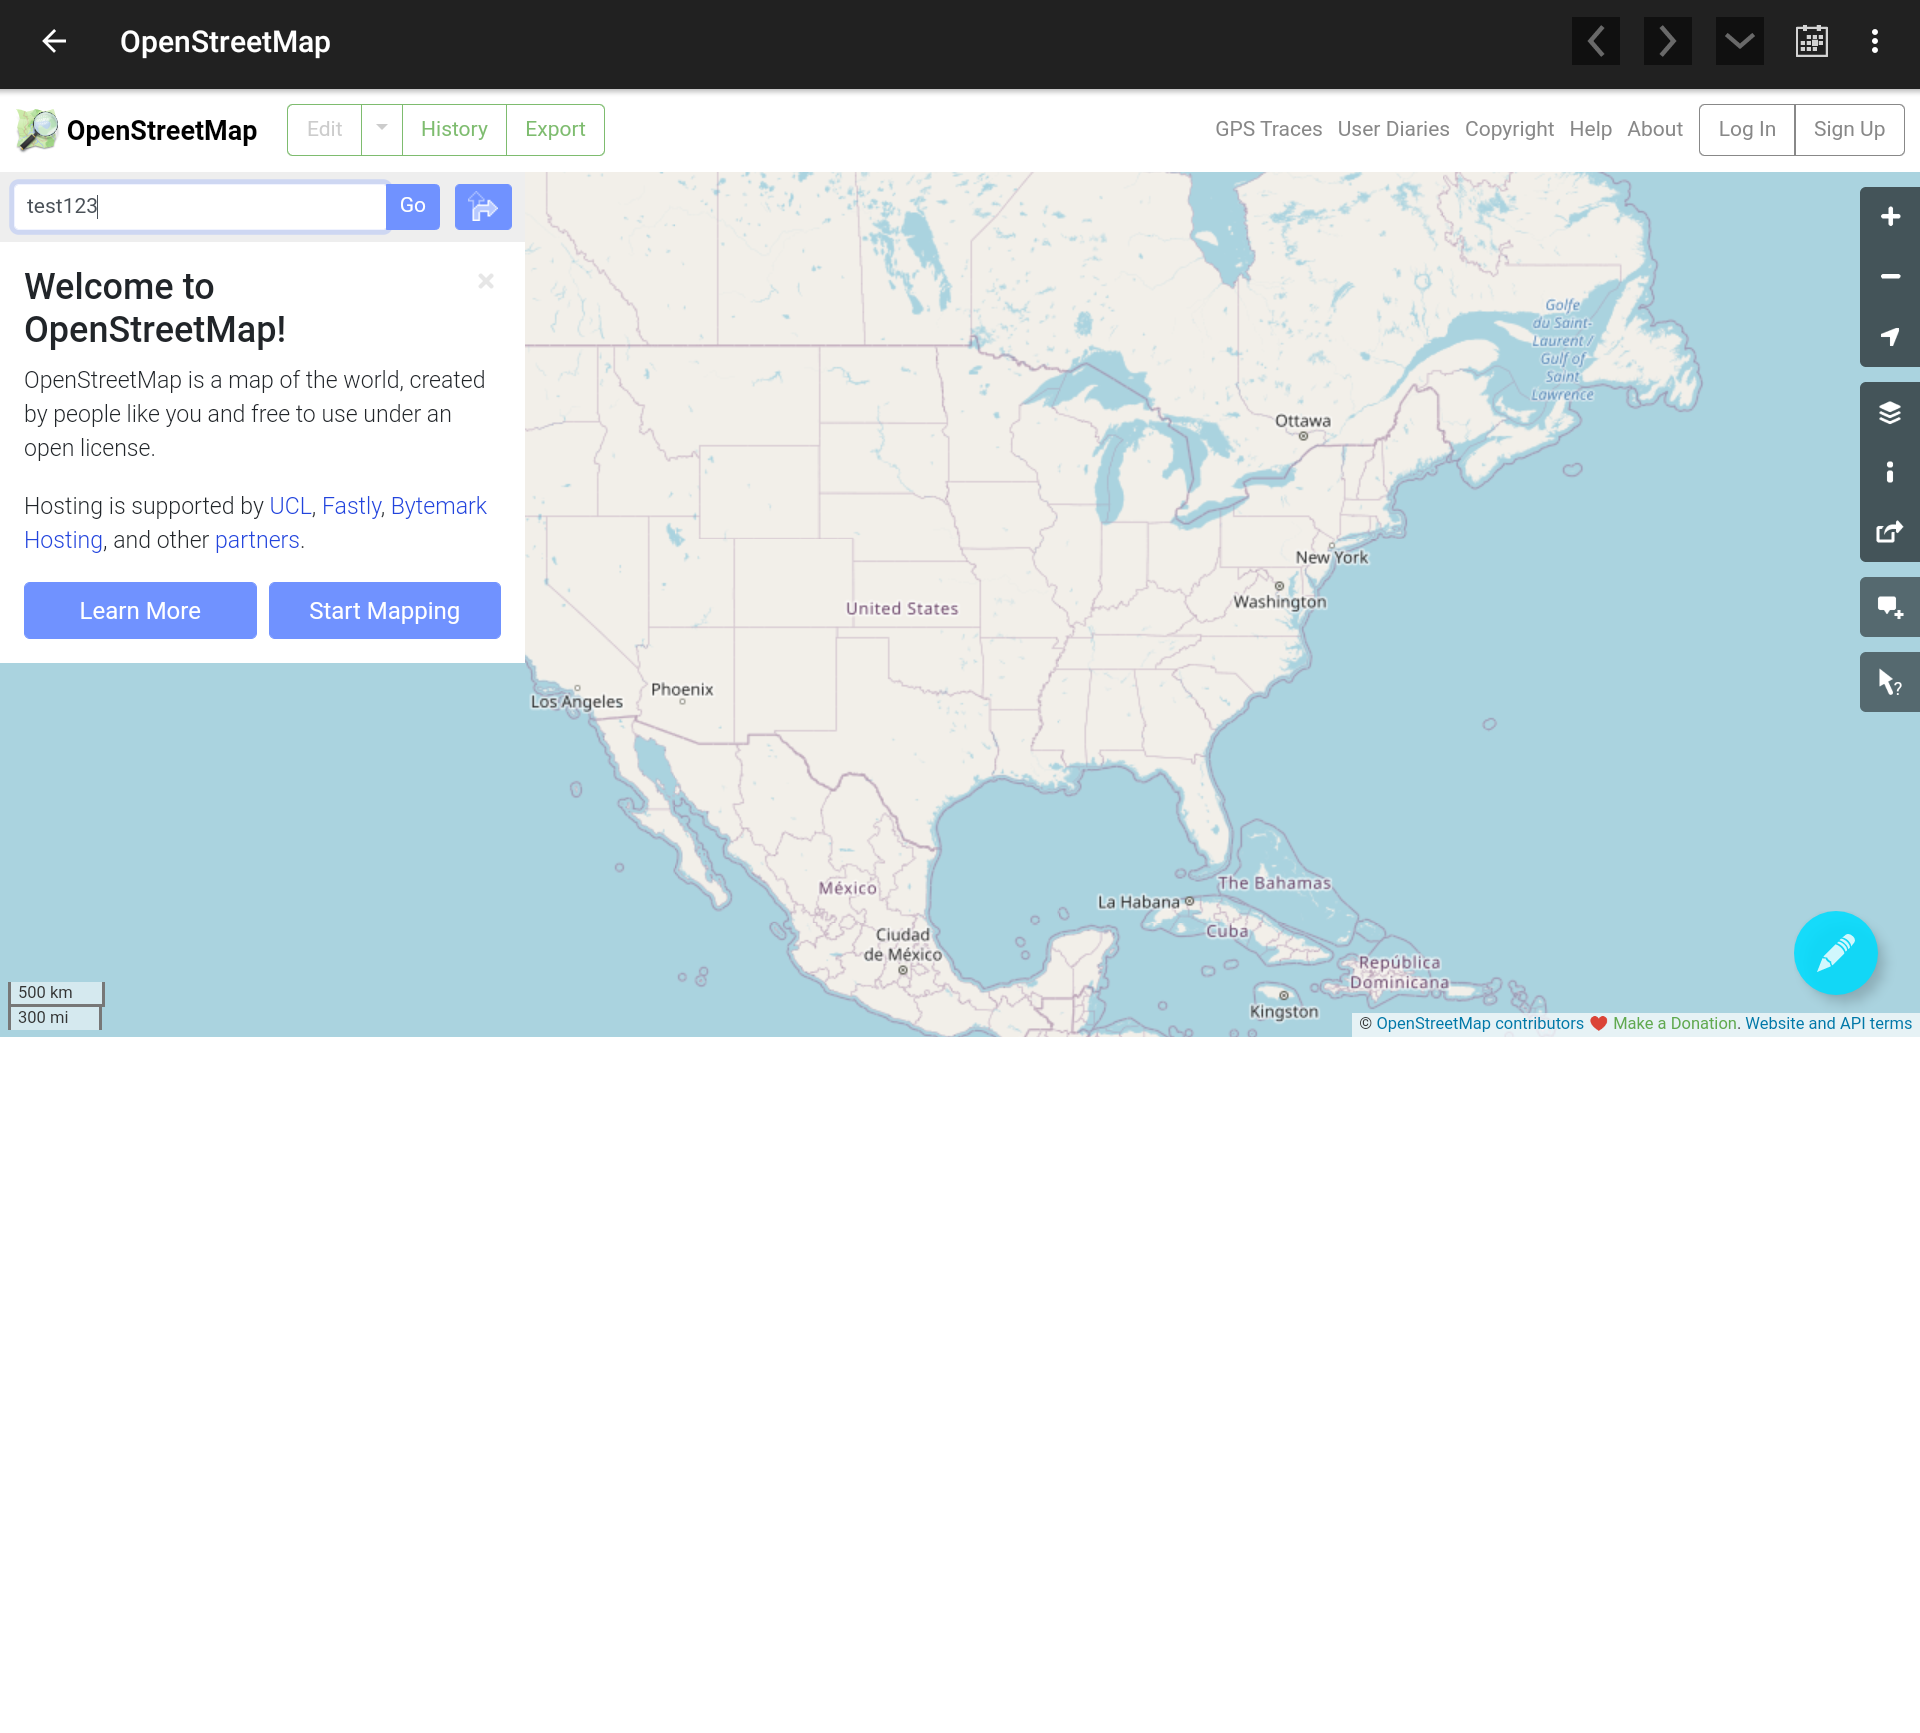 OpenStreetMap
OpenStreetMap
Edit
History
Export
GPS Traces
User Diaries
Copyright
Help
About
Log In
Sign Up
test123
Go
Welcome to
OpenStreetMap!
OpenStreetMap is a map of the world, created
by people like you and free to use under an
open license.
Hosting is supported by UCL, Fastly, Bytemark
Hosting, and other partners.
Learn More
Start Mapping
Golfe
du Saint-
Laurent /
Gulf of
Saint
Lawrence
Ottawa
New York
Washington
United States
Los Angeles
Phoenix
México
Ciudad
de México
La Habana
The Bahamas
Cuba
República
Dominicana
Kingston
500 km
300 mi
© OpenStreetMap contributors ❤️ Make a Donation. Website and API terms